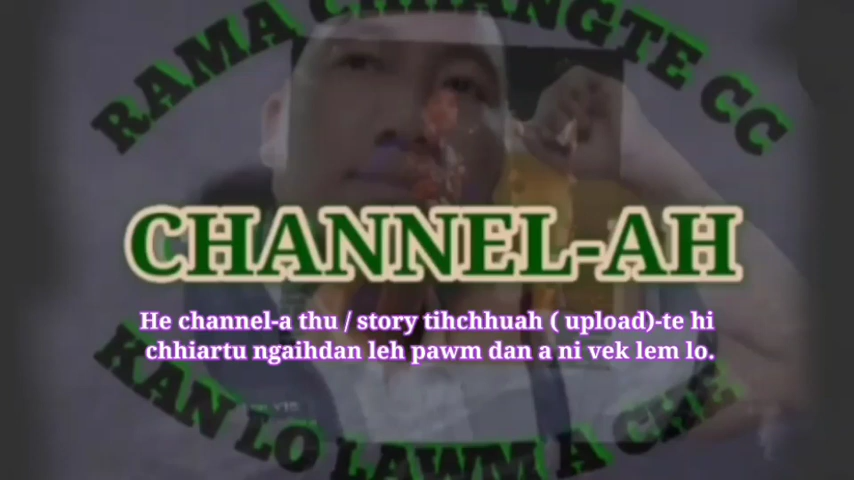 RAMA CHHANGTE CC
CHANNEL-AH
He channel-a thu / story tihchhuah ( upload)-te hi
chhiartu ngaihdan leh pawm dan a ni vek lem lo.
KAN LO LAWM A CHE